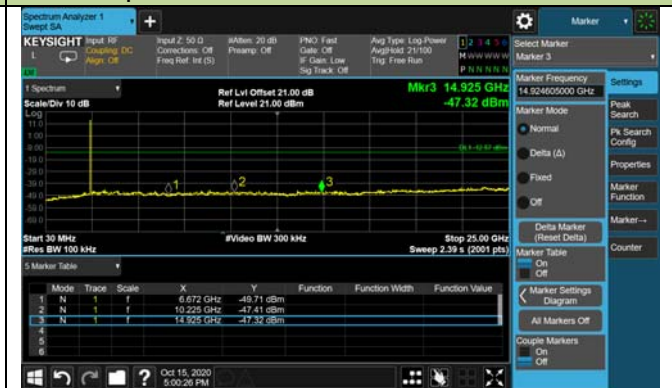 Spectrum Analyzer 1
Swept SA
+
Marker
KEYSIGHT
L
Input: RF
Coupling: DC
Align: Off
Input Z: 50 Ω
Corrections: Off
Freq Ref: Int (S)
#Atten: 20 dB
Preamp: Off
PNO: Fast
Gate: Off
IF Gain: Low
Sig Track: Off
Avg Type: Log-Power
Avg|Hold: 21/100
Trig: Free Run
1 2 3 4 5 6
M W W W W W
P N N N N N
Select Marker
Marker 3
Marker Frequency
14.924605000 GHz
Settings
1 Spectrum
Scale/Div 10 dB
Log
Ref Lvl Offset 21.00 dB
Ref Level 21.00 dBm
Mkr3 14.925 GHz
-47.32 dBm
11.0
1.00
-9.00
-19.0
-29.0
-39.0
-49.0
-59.0
-69.0
1
2
3
Start 30 MHz
#Res BW 100 kHz
#Video BW 300 kHz
Stop 25.00 GHz
Sweep 2.39 s (2001 pts)
Marker Mode
Normal
Delta (Δ)
Fixed
Off
Delta Marker
(Reset Delta)
Marker Table
On
Off
Marker Settings
Diagram
All Markers Off
Couple Markers
On
Off
Peak
Search
Pk Search
Config
Properties
Marker
Function
Marker→
Counter
5 Marker Table
Mode Trace Scale X Y Function Function Width Function Value
1 N 1 f 6.672 GHz -49.71 dBm
2 N 1 f 10.225 GHz -47.41 dBm
3 N 1 f 14.925 GHz -47.32 dBm
4
5
6
?
Oct 15, 2020
5:00:26 PM